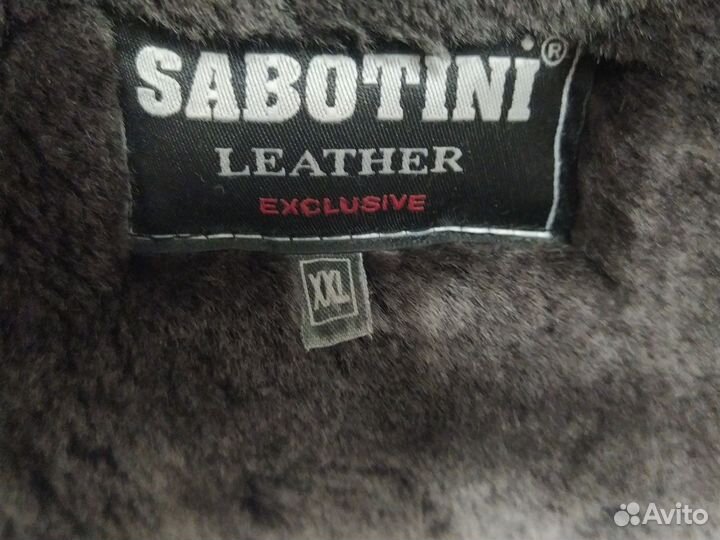 SABOTINI®
LEATHER
EXCLUSIVE
XXL
Avito